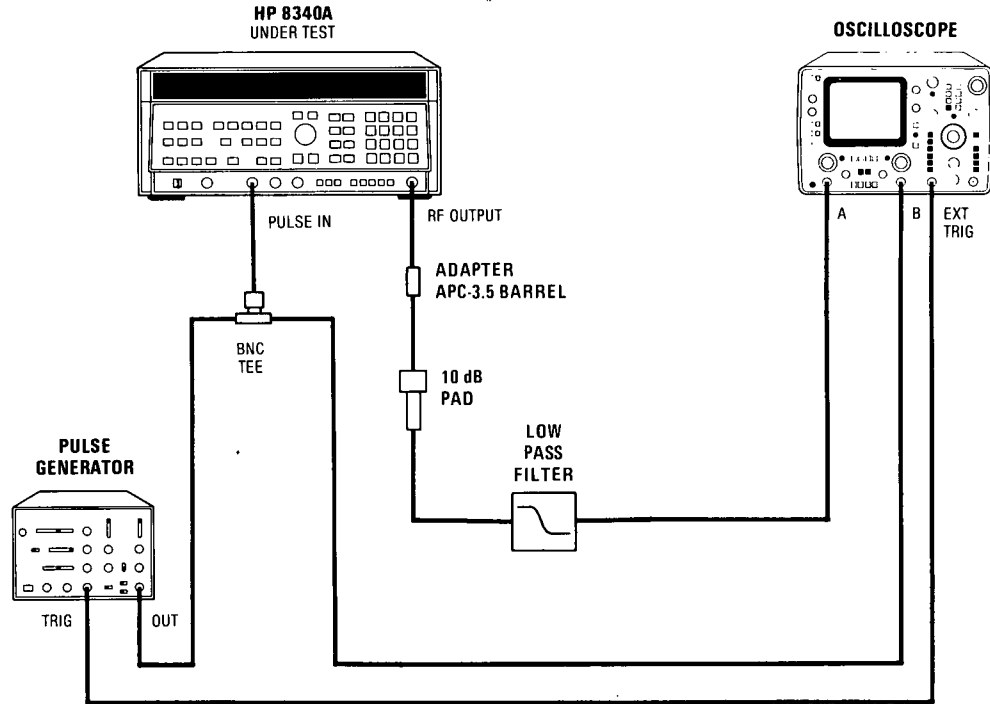 HP 8340A
UNDER TEST
OSCILLOSCOPE
PULSE IN
RF OUTPUT
A
B
EXT
TRIG
ADAPTER
APC-3.5 BARREL
BNC
TEE
10 dB
PAD
LOW
PASS
FILTER
PULSE
GENERATOR
TRIG
OUT